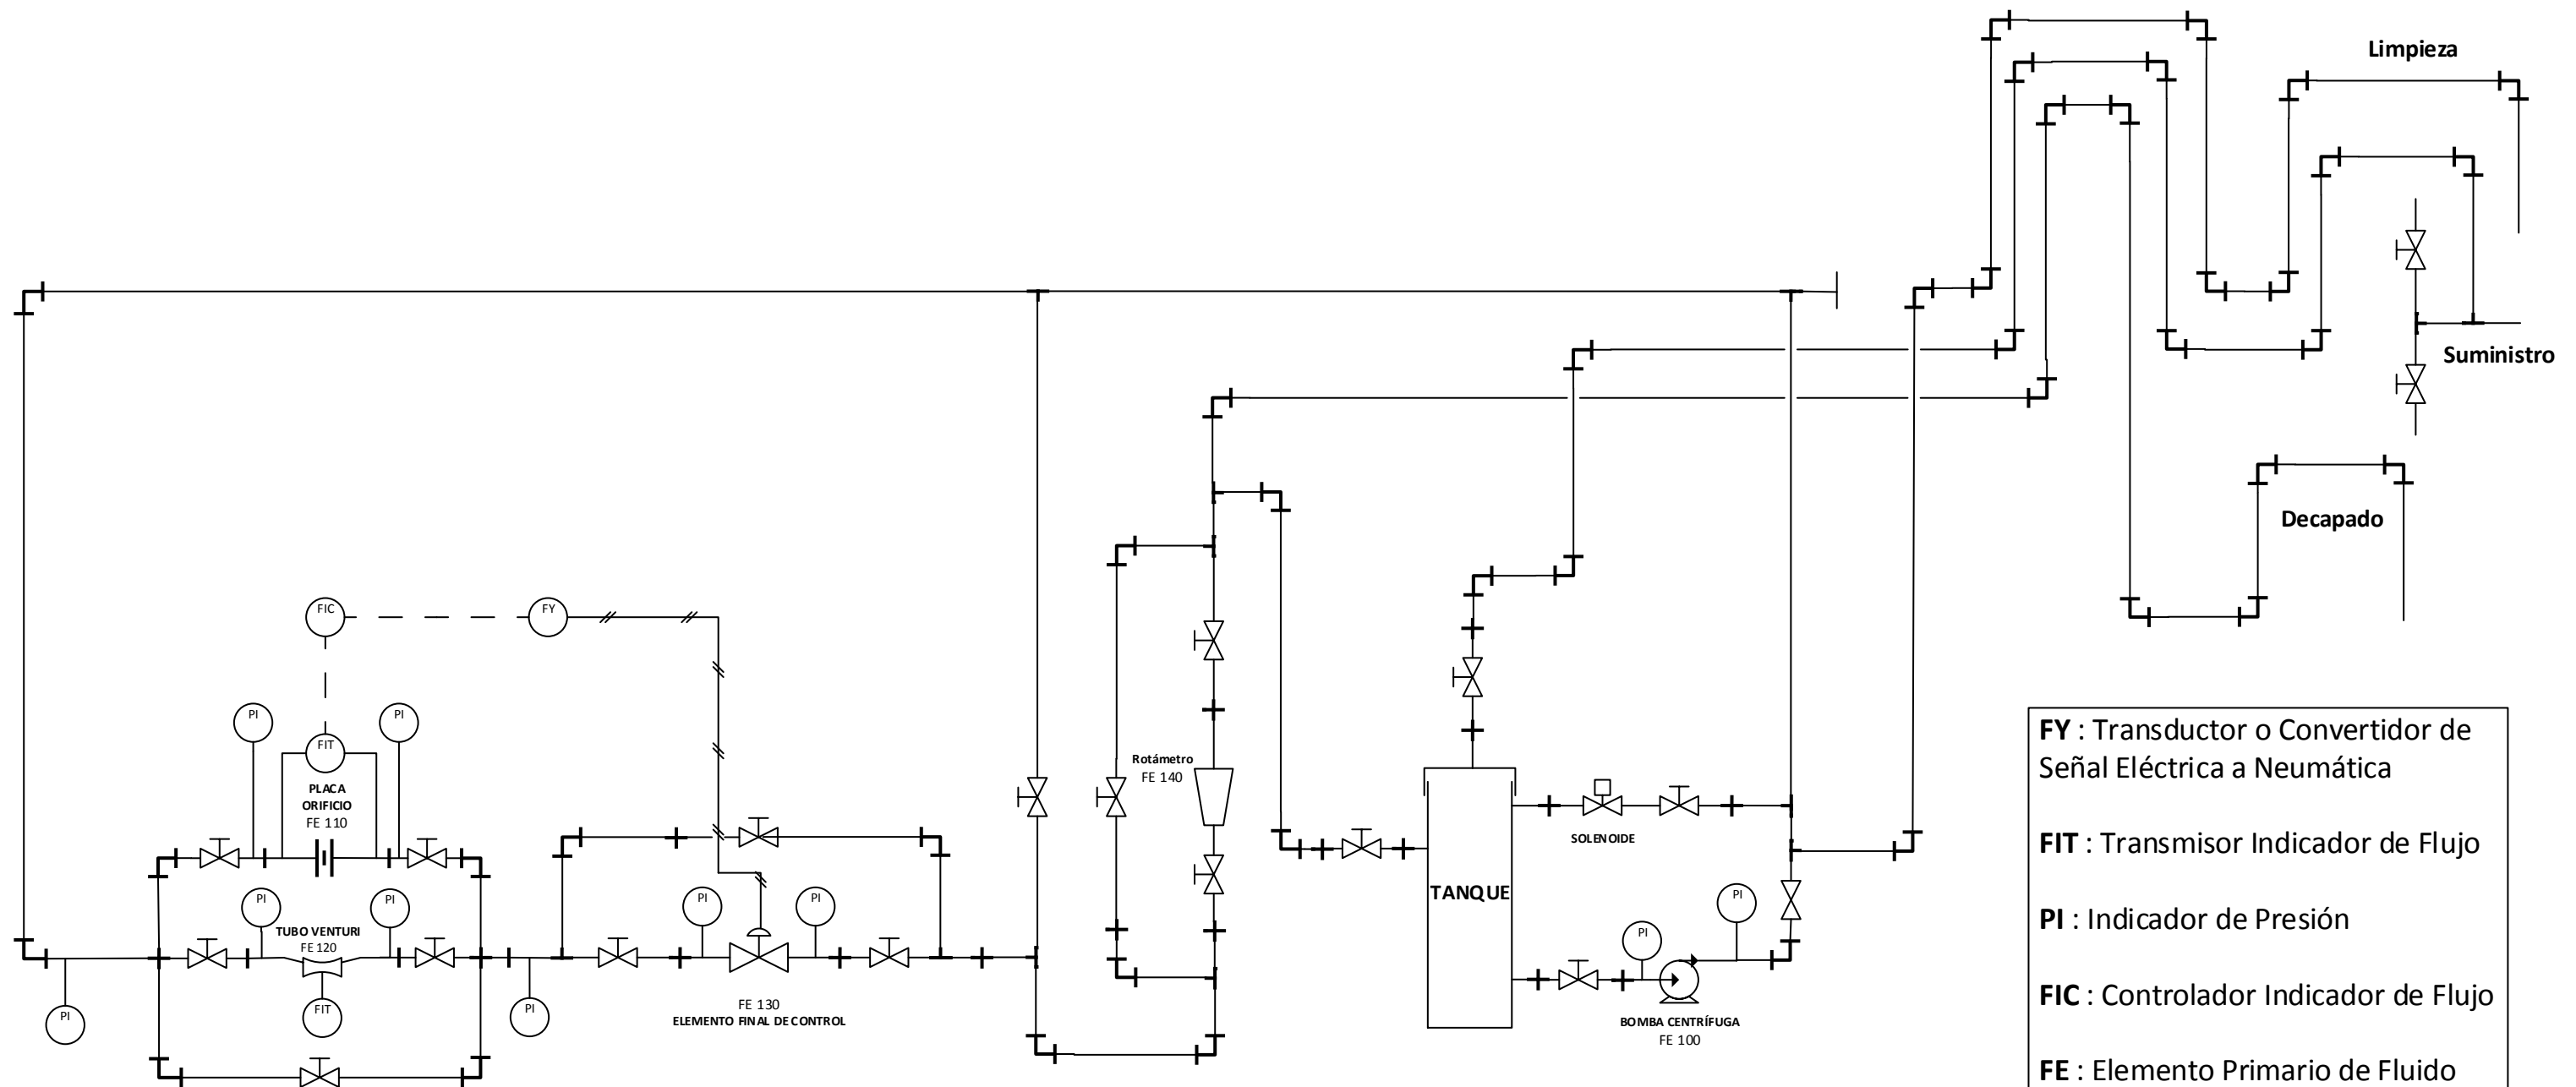 Limpieza
Suministro
Decapado
FIC
FY
PI
PI
FIT
PLACA
ORIFICIO
FE 110
Rotámetro
FE 140
SOLENOIDE
TANQUE
PI
PI
PI
PI
PI
PI
TUBO VENTURI
FE 120
FIT
PI
PI
FE 130
ELEMENTO FINAL DE CONTROL
BOMBA CENTRÍFUGA
FE 100
FY : Transductor o Convertidor de
Señal Eléctrica a Neumática
FIT : Transmisor Indicador de Flujo
PI : Indicador de Presión
FIC : Controlador Indicador de Flujo
FE : Elemento Primario de Fluido